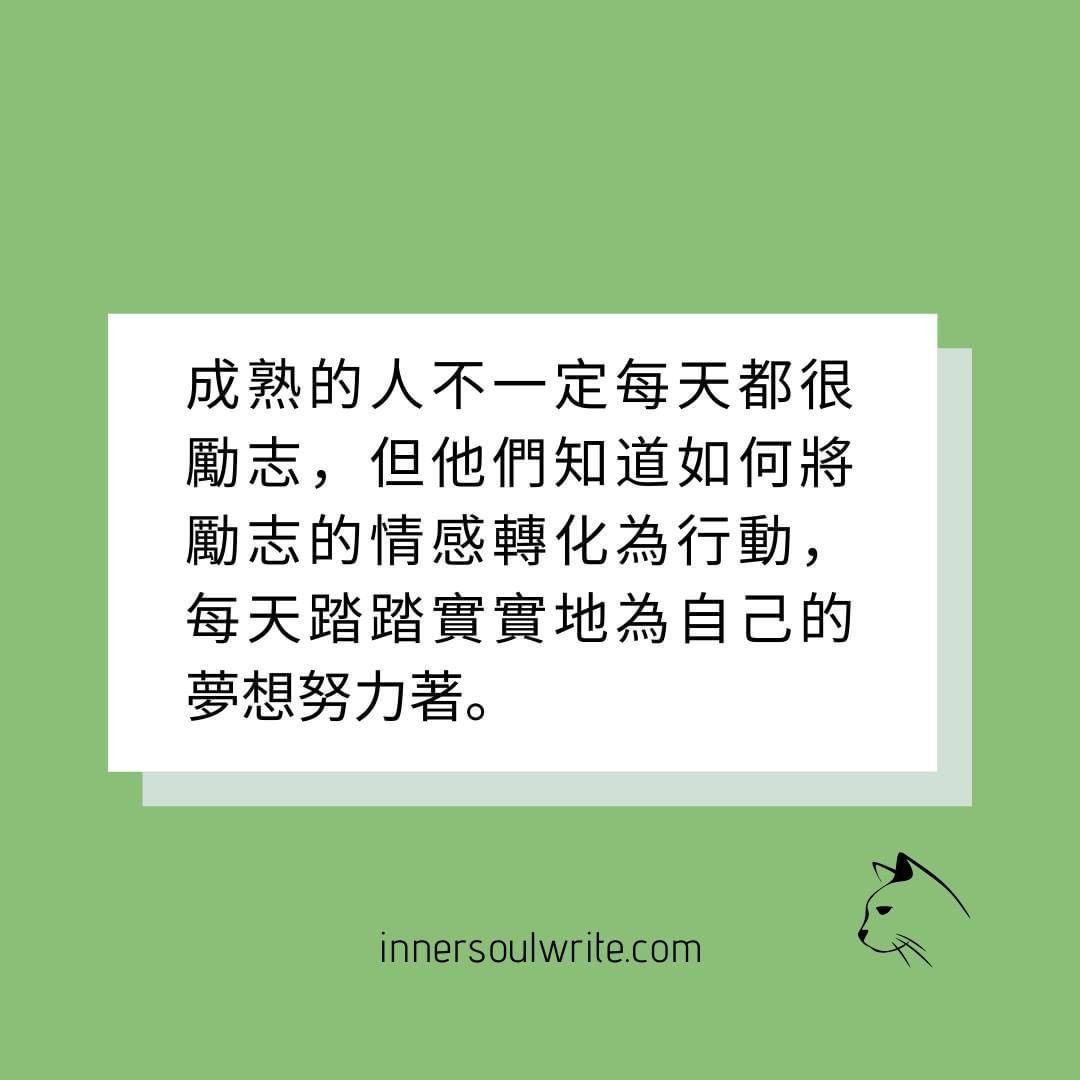 成熟的人不一定每天都很
勵志，但他們知道如何將
勵志的情感轉化為行動，
每天踏踏實實地為自己的
夢想努力著。
innersoulwrite.com